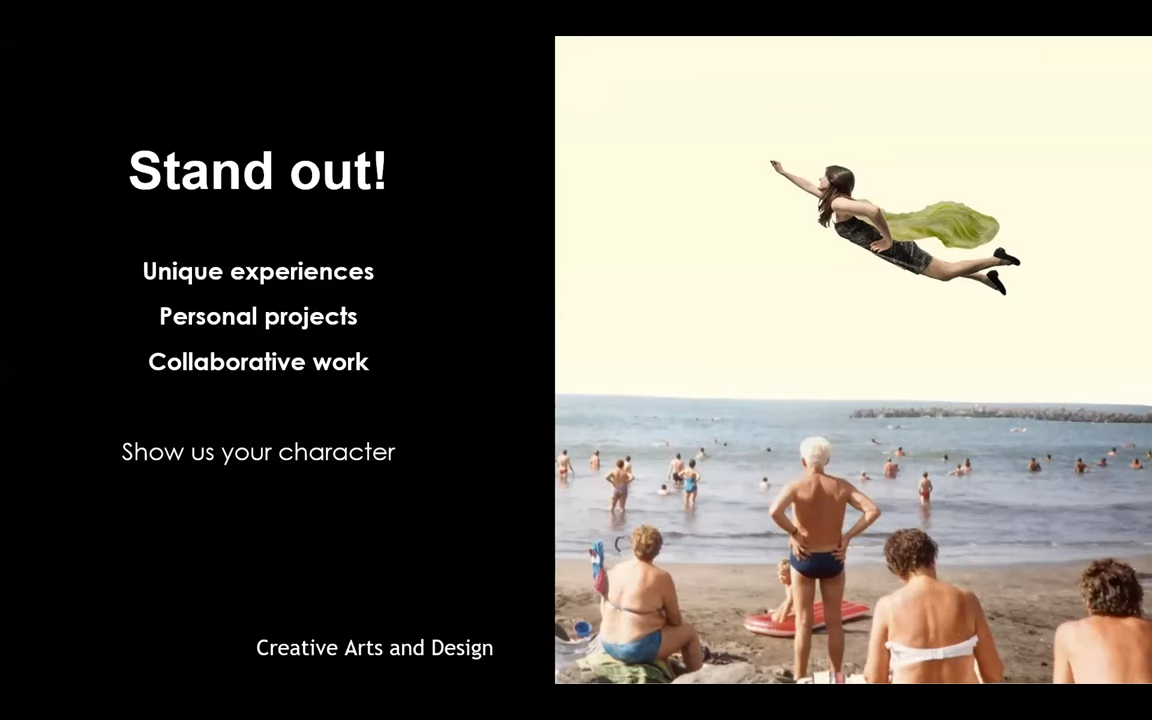 Stand out!
Unique experiences
Personal projects
Collaborative work
Show us your character
Creative Arts and Design